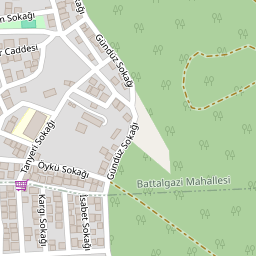 n Sokağı
r Caddesi
Gündüz Sokağı
Tanyeri Sokağı
Gündüz Sokağı
Öykü Sokağı
Battalgazi Mahallesi
Kargı Sokağı
İsabet Sokağı